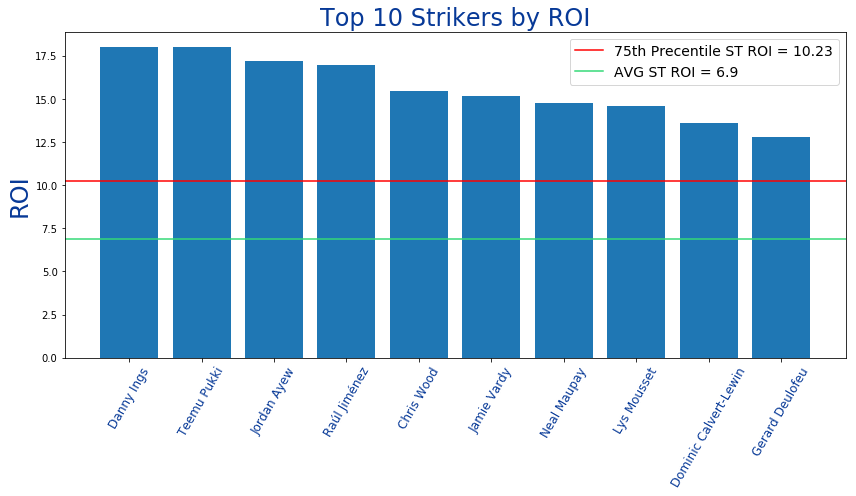 Top 10 Strikers by ROI
75th Precentile ST ROI = 10.23
AVG ST ROI = 6.9
ROI
17.5
15.0
12.5
10.0
7.5
5.0
2.5
0.0
Danny Ings
Teemu Pukki
Jordan Ayew
Raúl Jiménez
Chris Wood
Jamie Vardy
Neal Maupay
Lys Mousset
Dominic Calvert-Lewin
Gerard Deulofeu